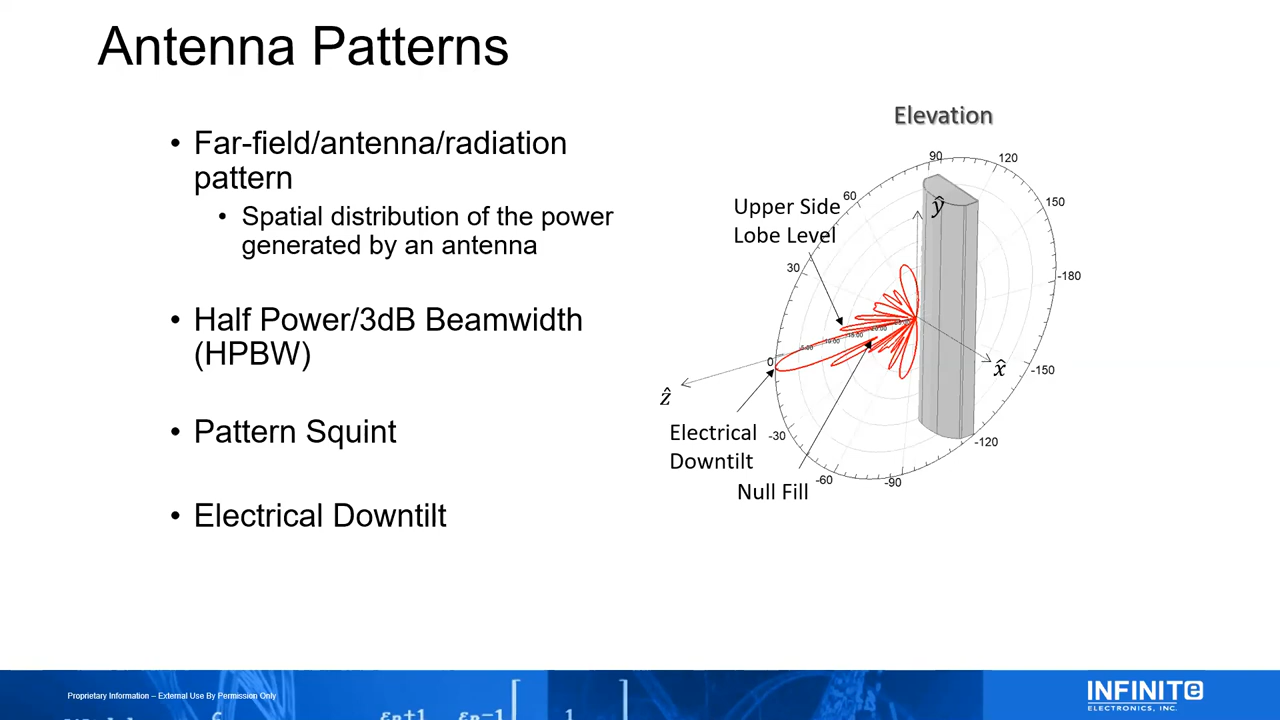 Antenna Patterns
• Far-field/antenna/radiation
pattern
• Spatial distribution of the power
generated by an antenna
• Half Power/3dB Beamwidth
(HPBW)
• Pattern Squint
• Electrical Downtilt
Elevation
90
120
60
150
Upper Side
Lobe Level
ŷ
30
-180
0
x̂
-150
ẑ
Electrical
Downtilt
-30
-120
Null Fill
-60
-90
Proprietary Information – External Use By Permission Only
INFINITe
ELECTRONICS, INC.